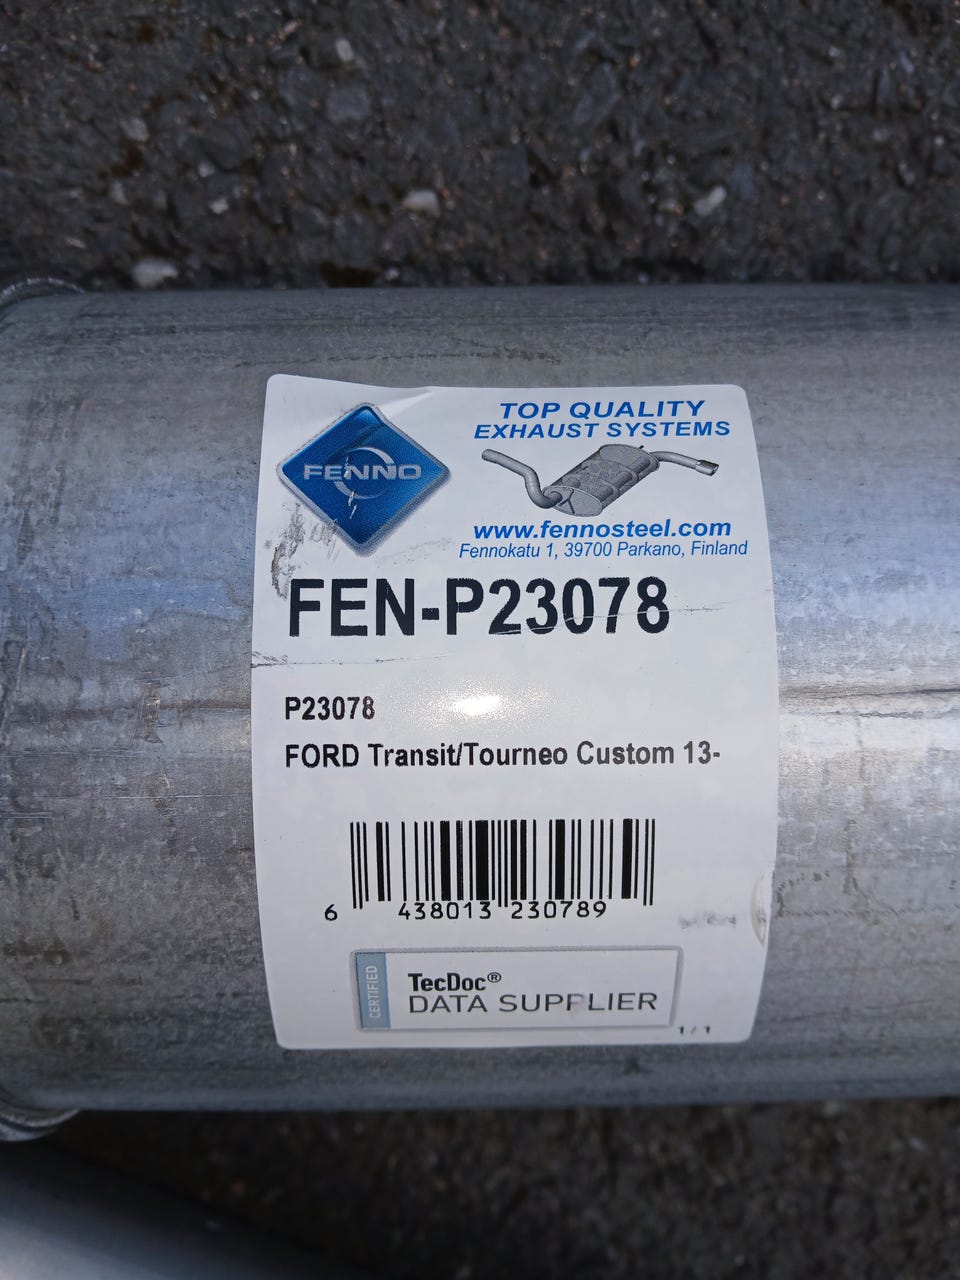 FENNO
TOP QUALITY
EXHAUST SYSTEMS
www.fennosteel.com
Fennokatu 1, 39700 Parkano, Finland
FEN-P23078
P23078
FORD Transit/Tourneo Custom 13-
6 438013 230789
CERTIFIED
TecDoc®
DATA SUPPLIER
1/1